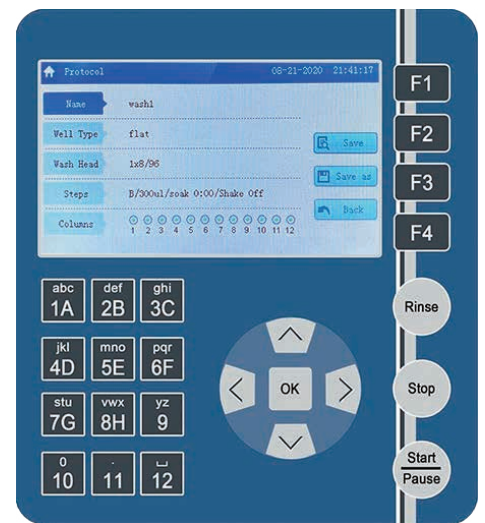 Protocol 08-21-2020 21:41:17
Name wash1
Well Type flat
Wash Head 1x8/96
Steps B/300ul/soak 0:00/Shake Off
Columns 1 2 3 4 5 6 7 8 9 10 11 12
Save
Save as
Back
F1
F2
F3
F4
abc def ghi
1A 2B 3C
jkl mno pqr
4D 5E 6F
stu vwx yz
7G 8H 9
0 .
10 11 12
OK
Rinse
Stop
Start
Pause